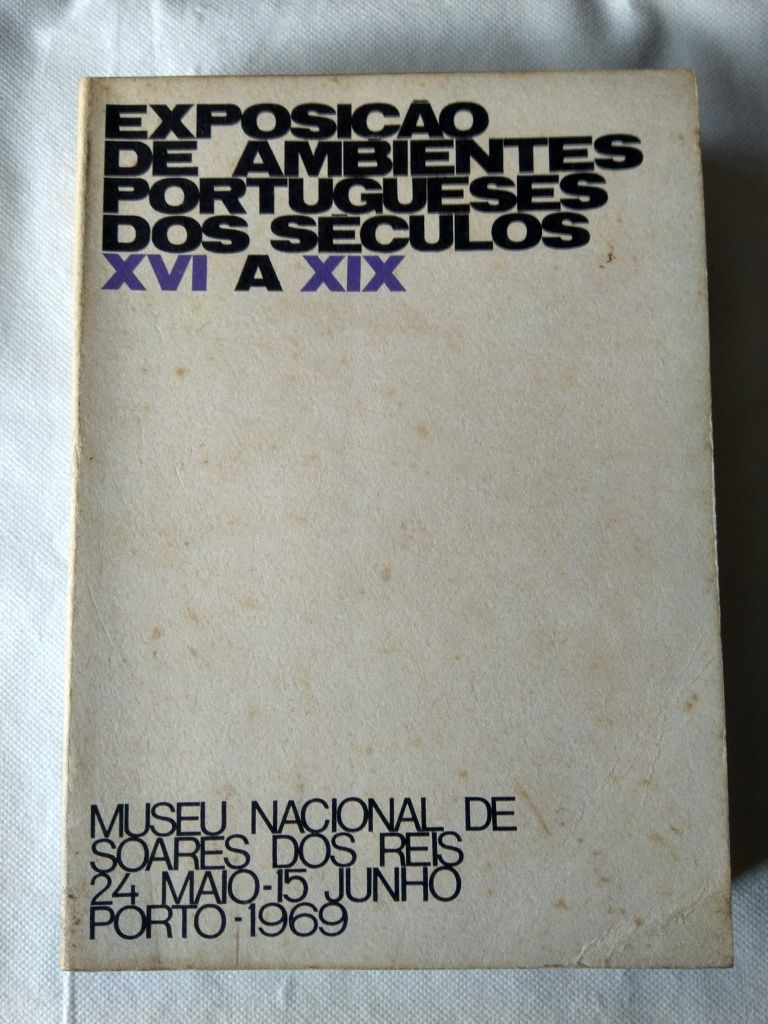 EXPOSIÇÃO
DE AMBIENTES
PORTUGUESES
DOS SÉCULOS
XVI A XIX
MUSEU NACIONAL DE
SOARES DOS REIS
24 MAIO-15 JUNHO
PORTO-1969